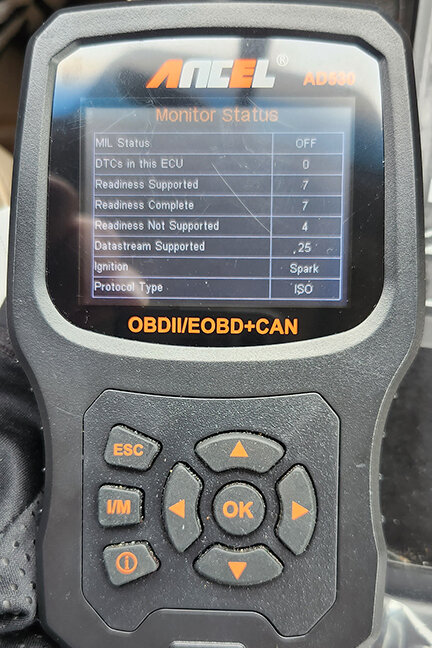 ANCEL®
AD530
Monitor Status
MIL Status OFF
DTCs in this ECU 0
Readiness Supported 7
Readiness Complete 7
Readiness Not Supported 4
Datastream Supported 25
Ignition Spark
Protocol Type ISO
OBDII/EOBD+CAN
ESC
I/M
OK
i